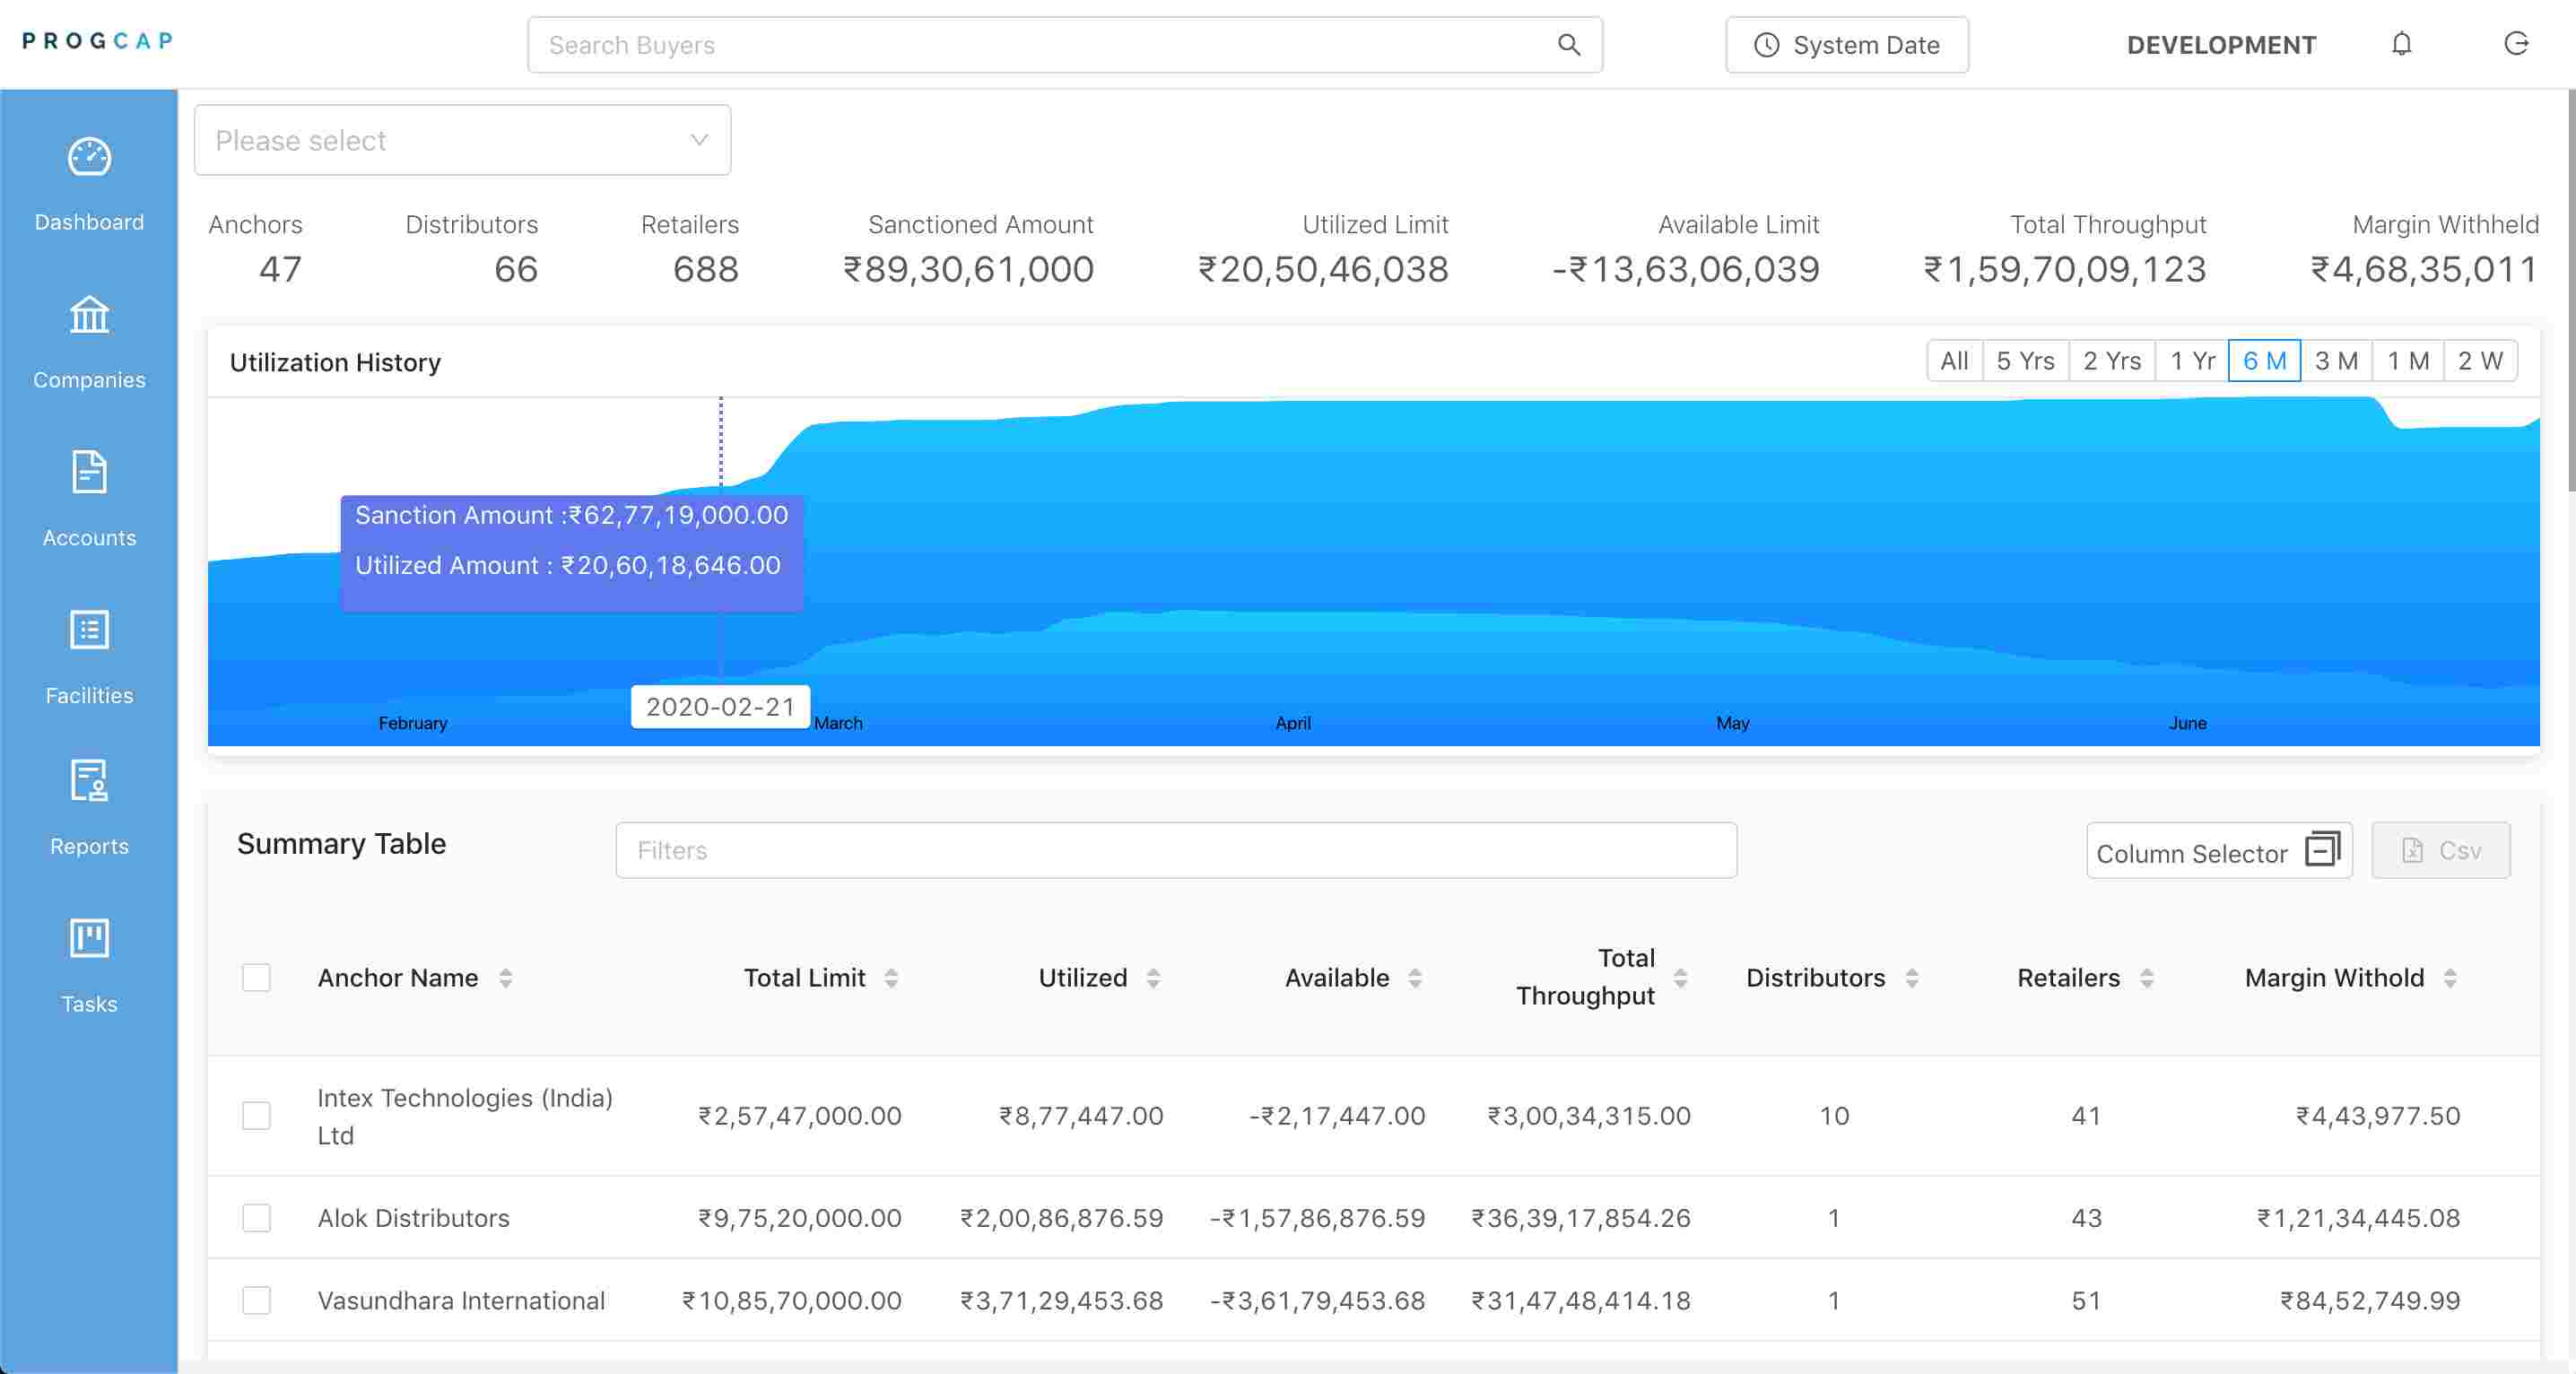 PROGCAP
Search Buyers
System Date
DEVELOPMENT
Please select
Dashboard
Companies
Accounts
Facilities
Reports
Tasks
Anchors Distributors Retailers Sanctioned Amount Utilized Limit Available Limit Total Throughput Margin Withheld
47 66 688 ₹89,30,61,000 ₹20,50,46,038 -₹13,63,06,039 ₹1,59,70,09,123 ₹4,68,35,011
Utilization History
All 5 Yrs 2 Yrs 1 Yr 6 M 3 M 1 M 2 W
Sanction Amount :₹62,77,19,000.00
Utilized Amount : ₹20,60,18,646.00
2020-02-21
February March April May June
Summary Table
Filters
Column Selector
Csv
Anchor Name Total Limit Utilized Available Total Throughput Distributors Retailers Margin Withold
Intex Technologies (India)
Ltd
₹2,57,47,000.00 ₹8,77,447.00 -₹2,17,447.00 ₹3,00,34,315.00 10 41 ₹4,43,977.50
Alok Distributors ₹9,75,20,000.00 ₹2,00,86,876.59 -₹1,57,86,876.59 ₹36,39,17,854.26 1 43 ₹1,21,34,445.08
Vasundhara International ₹10,85,70,000.00 ₹3,71,29,453.68 -₹3,61,79,453.68 ₹31,47,48,414.18 1 51 ₹84,52,749.99